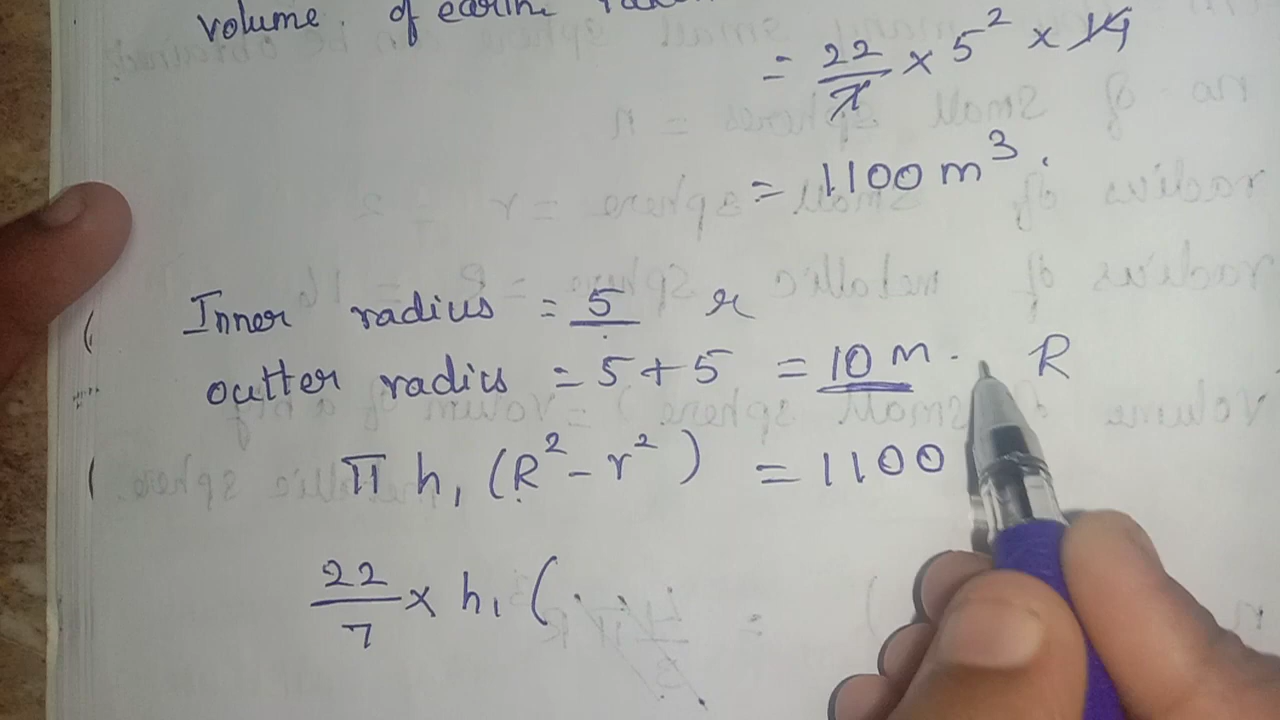 volume of earth
= 22/7 × 5² × 14
= 1100 m³.
Inner radius = 5 r
outter radius = 5+5 = 10 m. R
π h₁ (R² - r²) = 1100
22/7 × h₁ (